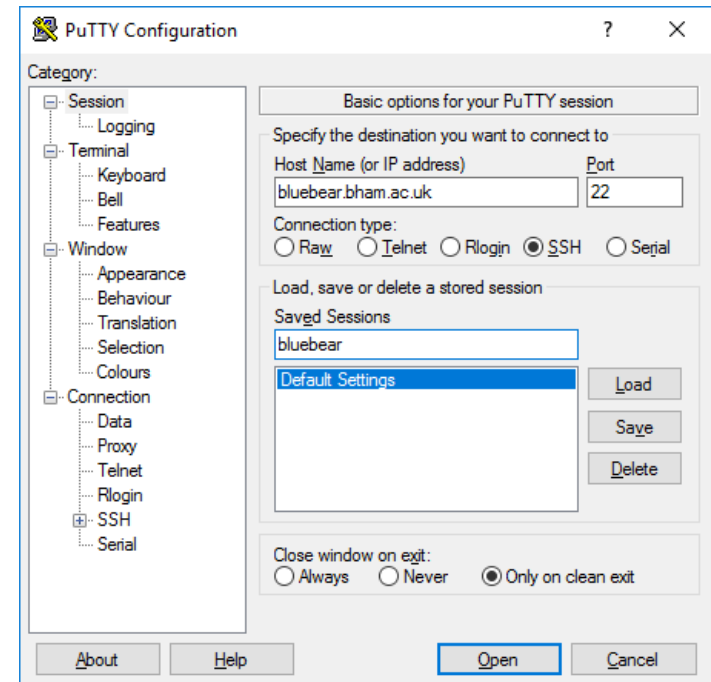 PuTTY Configuration ? ×
Category:
Session
Logging
Terminal
Keyboard
Bell
Features
Window
Appearance
Behaviour
Translation
Selection
Colours
Connection
Data
Proxy
Telnet
Rlogin
SSH
Serial
Basic options for your PuTTY session
Specify the destination you want to connect to
Host Name (or IP address) Port
bluebear.bham.ac.uk 22
Connection type:
Raw Telnet Rlogin SSH Serial
Load, save or delete a stored session
Saved Sessions
bluebear
Default Settings
Load
Save
Delete
Close window on exit:
Always Never Only on clean exit
About Help Open Cancel